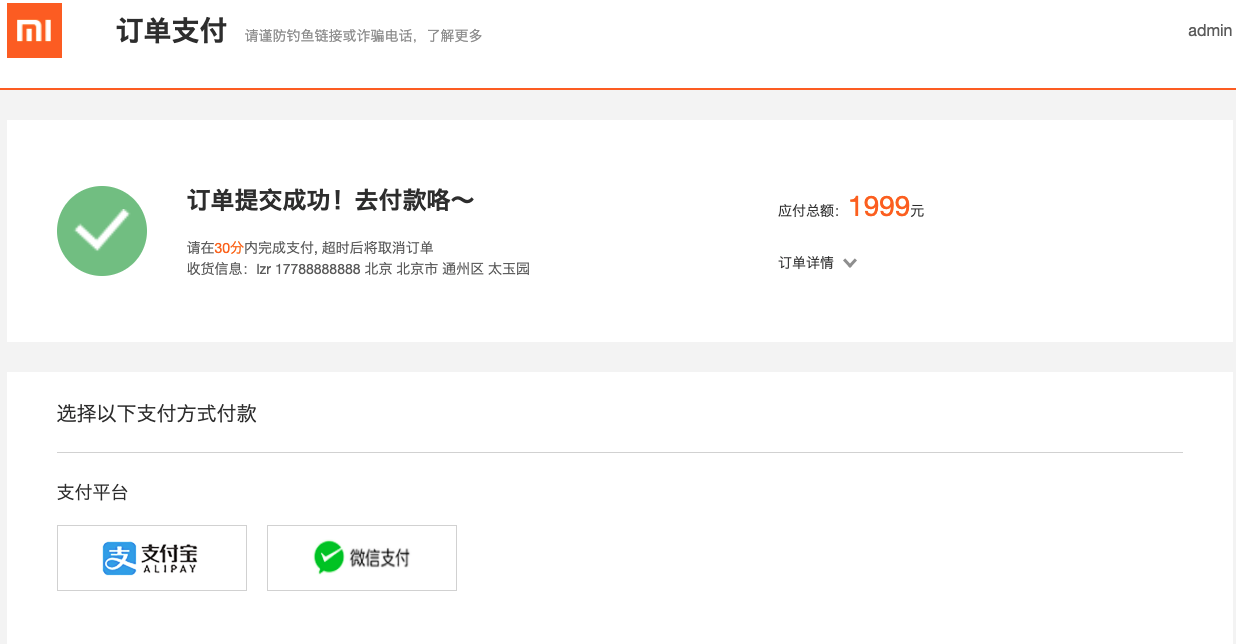 订单支付 请谨防钓鱼链接或诈骗电话，了解更多 admin
订单提交成功！去付款咯～
请在30分内完成支付, 超时后将取消订单
收货信息：lzr 17788888888 北京 北京市 通州区 太玉园
应付总额：1999元
订单详情
选择以下支付方式付款
支付平台
支付宝
ALIPAY
微信支付